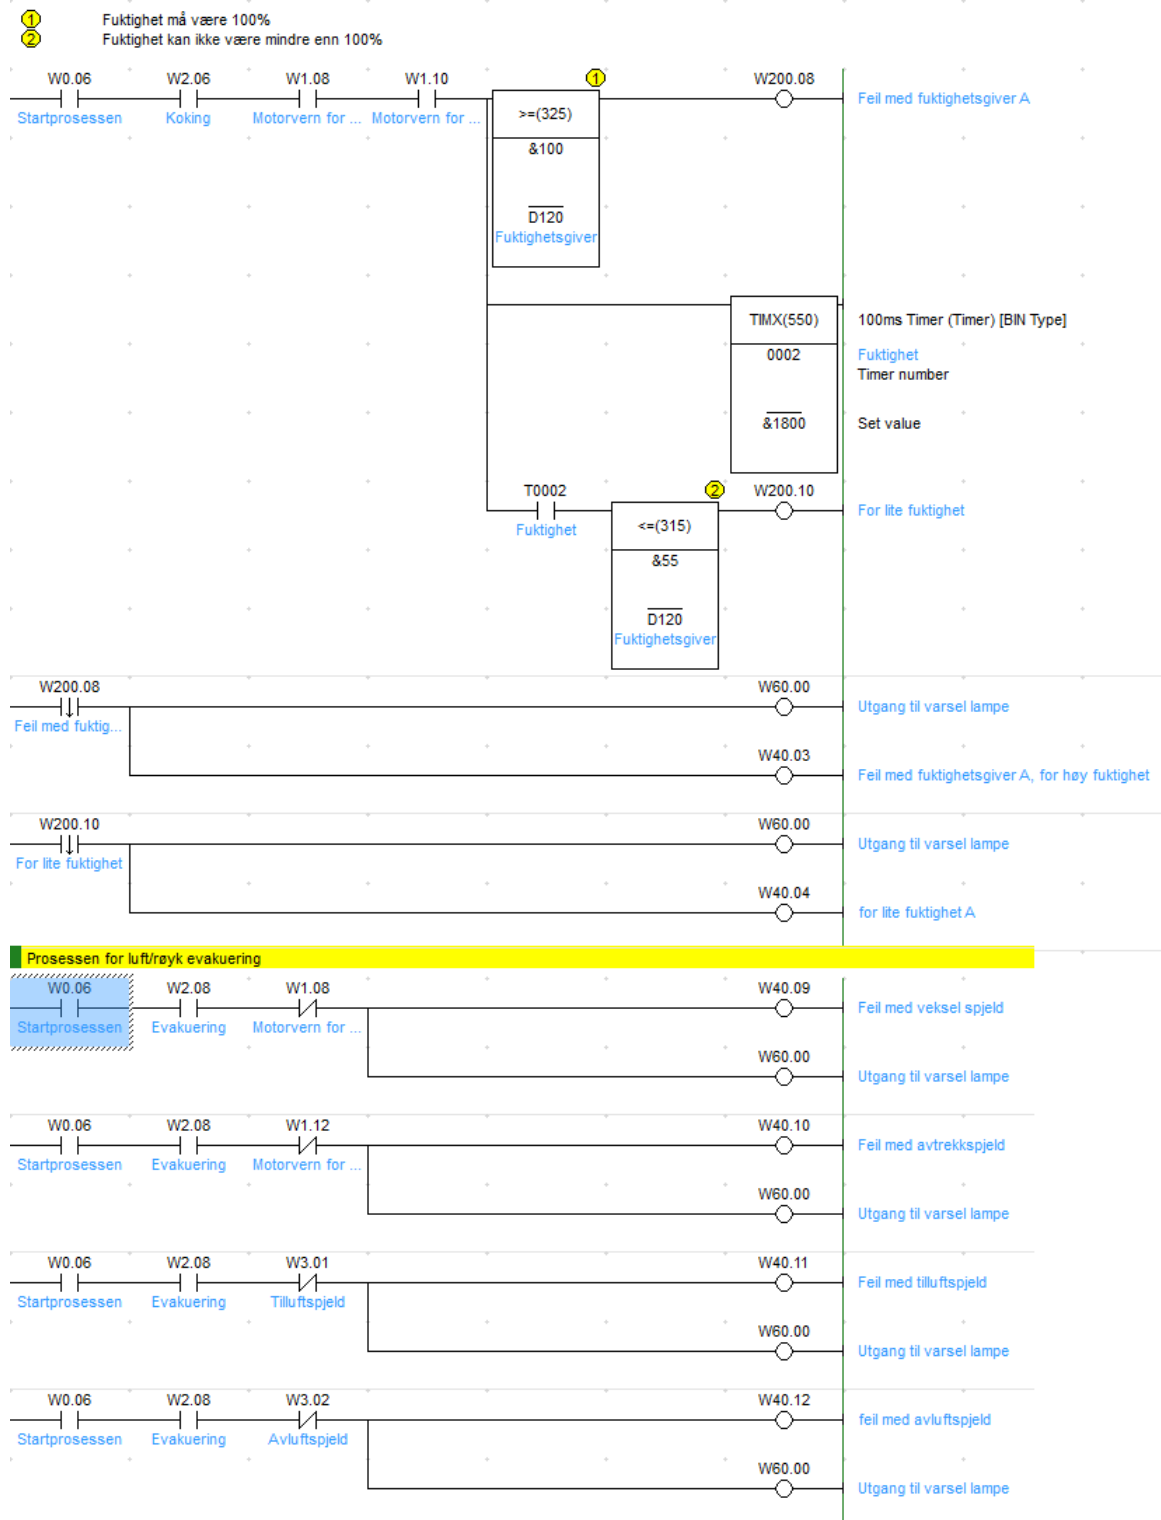 1 Fuktighet må være 100%
2 Fuktighet kan ikke være mindre enn 100%
W0.06 W2.06 W1.08 W1.10 1 W200.08
Startprosessen Koking Motorvern for ... Motorvern for ... >=(325) Feil med fuktighetsgiver A
&100
D120
Fuktighetsgiver
TIMX(550) 100ms Timer (Timer) [BIN Type]
0002 Fuktighet
Timer number
&1800 Set value
T0002 2 W200.10
Fuktighet <=(315) For lite fuktighet
&55
D120
Fuktighetsgiver
W200.08 W60.00
Feil med fuktig... Utgang til varsel lampe
W40.03
Feil med fuktighetsgiver A, for høy fuktighet
W200.10 W60.00
For lite fuktighet Utgang til varsel lampe
W40.04
for lite fuktighet A
Prosessen for luft/røyk evakuering
W0.06 W2.08 W1.08 W40.09
Startprosessen Evakuering Motorvern for ... Feil med veksel spjeld
W60.00
Utgang til varsel lampe
W0.06 W2.08 W1.12 W40.10
Startprosessen Evakuering Motorvern for ... Feil med avtrekkspjeld
W60.00
Utgang til varsel lampe
W0.06 W2.08 W3.01 W40.11
Startprosessen Evakuering Tilluftspjeld Feil med tilluftspjeld
W60.00
Utgang til varsel lampe
W0.06 W2.08 W3.02 W40.12
Startprosessen Evakuering Avluftspjeld feil med avluftspjeld
W60.00
Utgang til varsel lampe